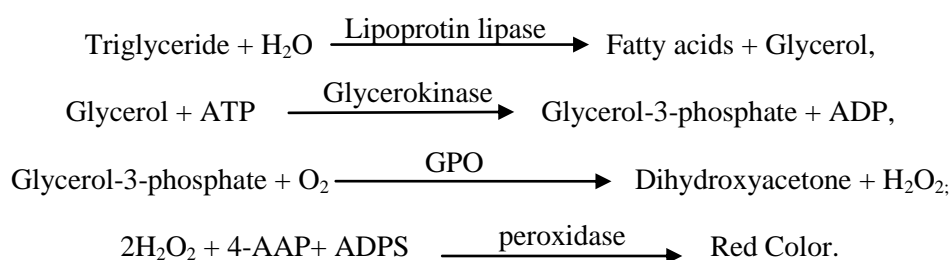 Triglyceride + H₂O Lipoprotin lipase Fatty acids + Glycerol,
Glycerol + ATP Glycerokinase Glycerol-3-phosphate + ADP,
Glycerol-3-phosphate + O₂ GPO Dihydroxyacetone + H₂O₂;
2H₂O₂ + 4-AAP+ ADPS peroxidase Red Color.